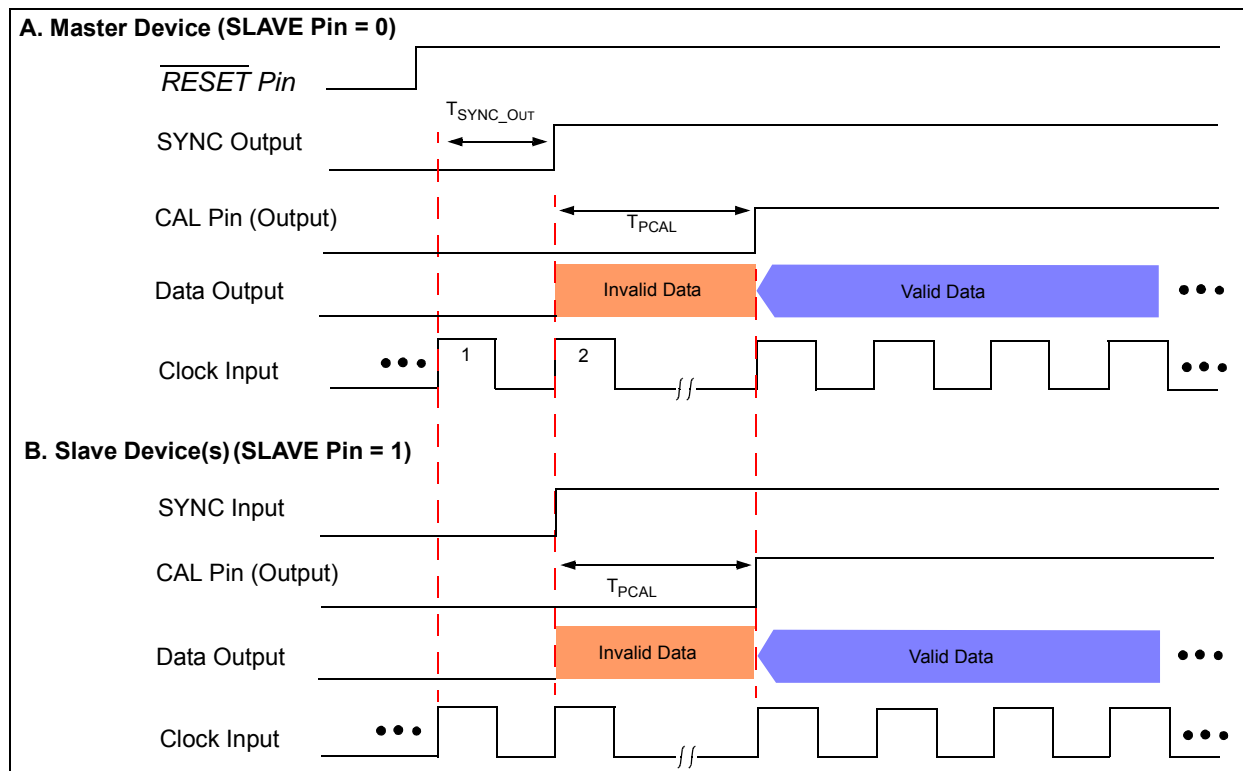 A. Master Device (SLAVE Pin = 0)
RESET Pin
TSYNC_OUT
SYNC Output
CAL Pin (Output)
TPCAL
Data Output
Invalid Data
Valid Data
•••
1
2
Clock Input
•••
•••
B. Slave Device(s) (SLAVE Pin = 1)
SYNC Input
CAL Pin (Output)
TPCAL
Data Output
Invalid Data
Valid Data
•••
Clock Input
•••
•••